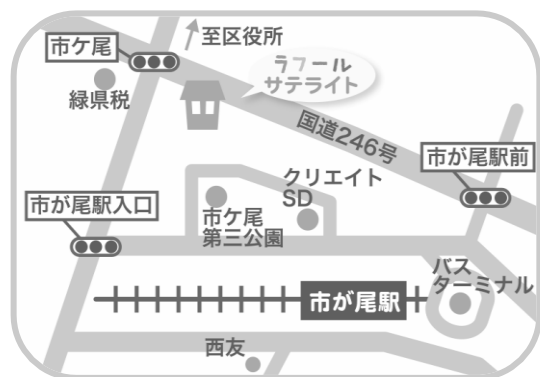 市ケ尾
至区役所
ラフール
サテライト
緑県税
国道246号
市が尾駅前
クリエイト
SD
市が尾駅入口
市ケ尾
第三公園
バス
ターミナル
市が尾駅
西友